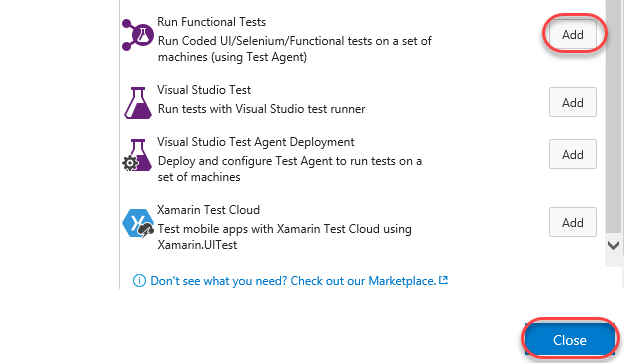 Run Functional Tests
Run Coded UI/Selenium/Functional tests on a set of
machines (using Test Agent)
Add
Visual Studio Test
Run tests with Visual Studio test runner
Add
Visual Studio Test Agent Deployment
Deploy and configure Test Agent to run tests on a
set of machines
Add
Xamarin Test Cloud
Test mobile apps with Xamarin Test Cloud using
Xamarin.UITest
Add
Don't see what you need? Check out our Marketplace.
Close